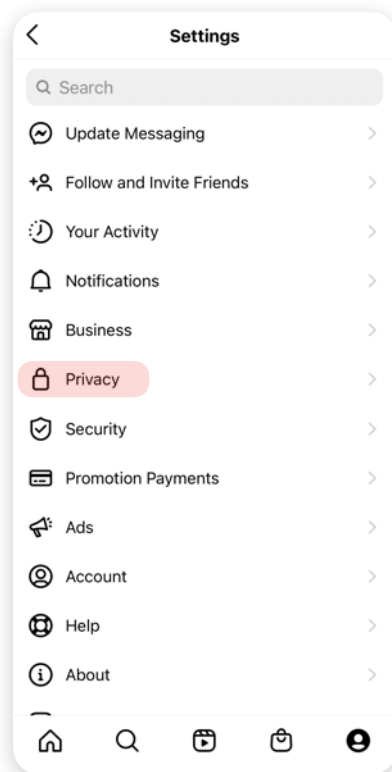 Settings
Search
Update Messaging
Follow and Invite Friends
Your Activity
Notifications
Business
Privacy
Security
Promotion Payments
Ads
Account
Help
About